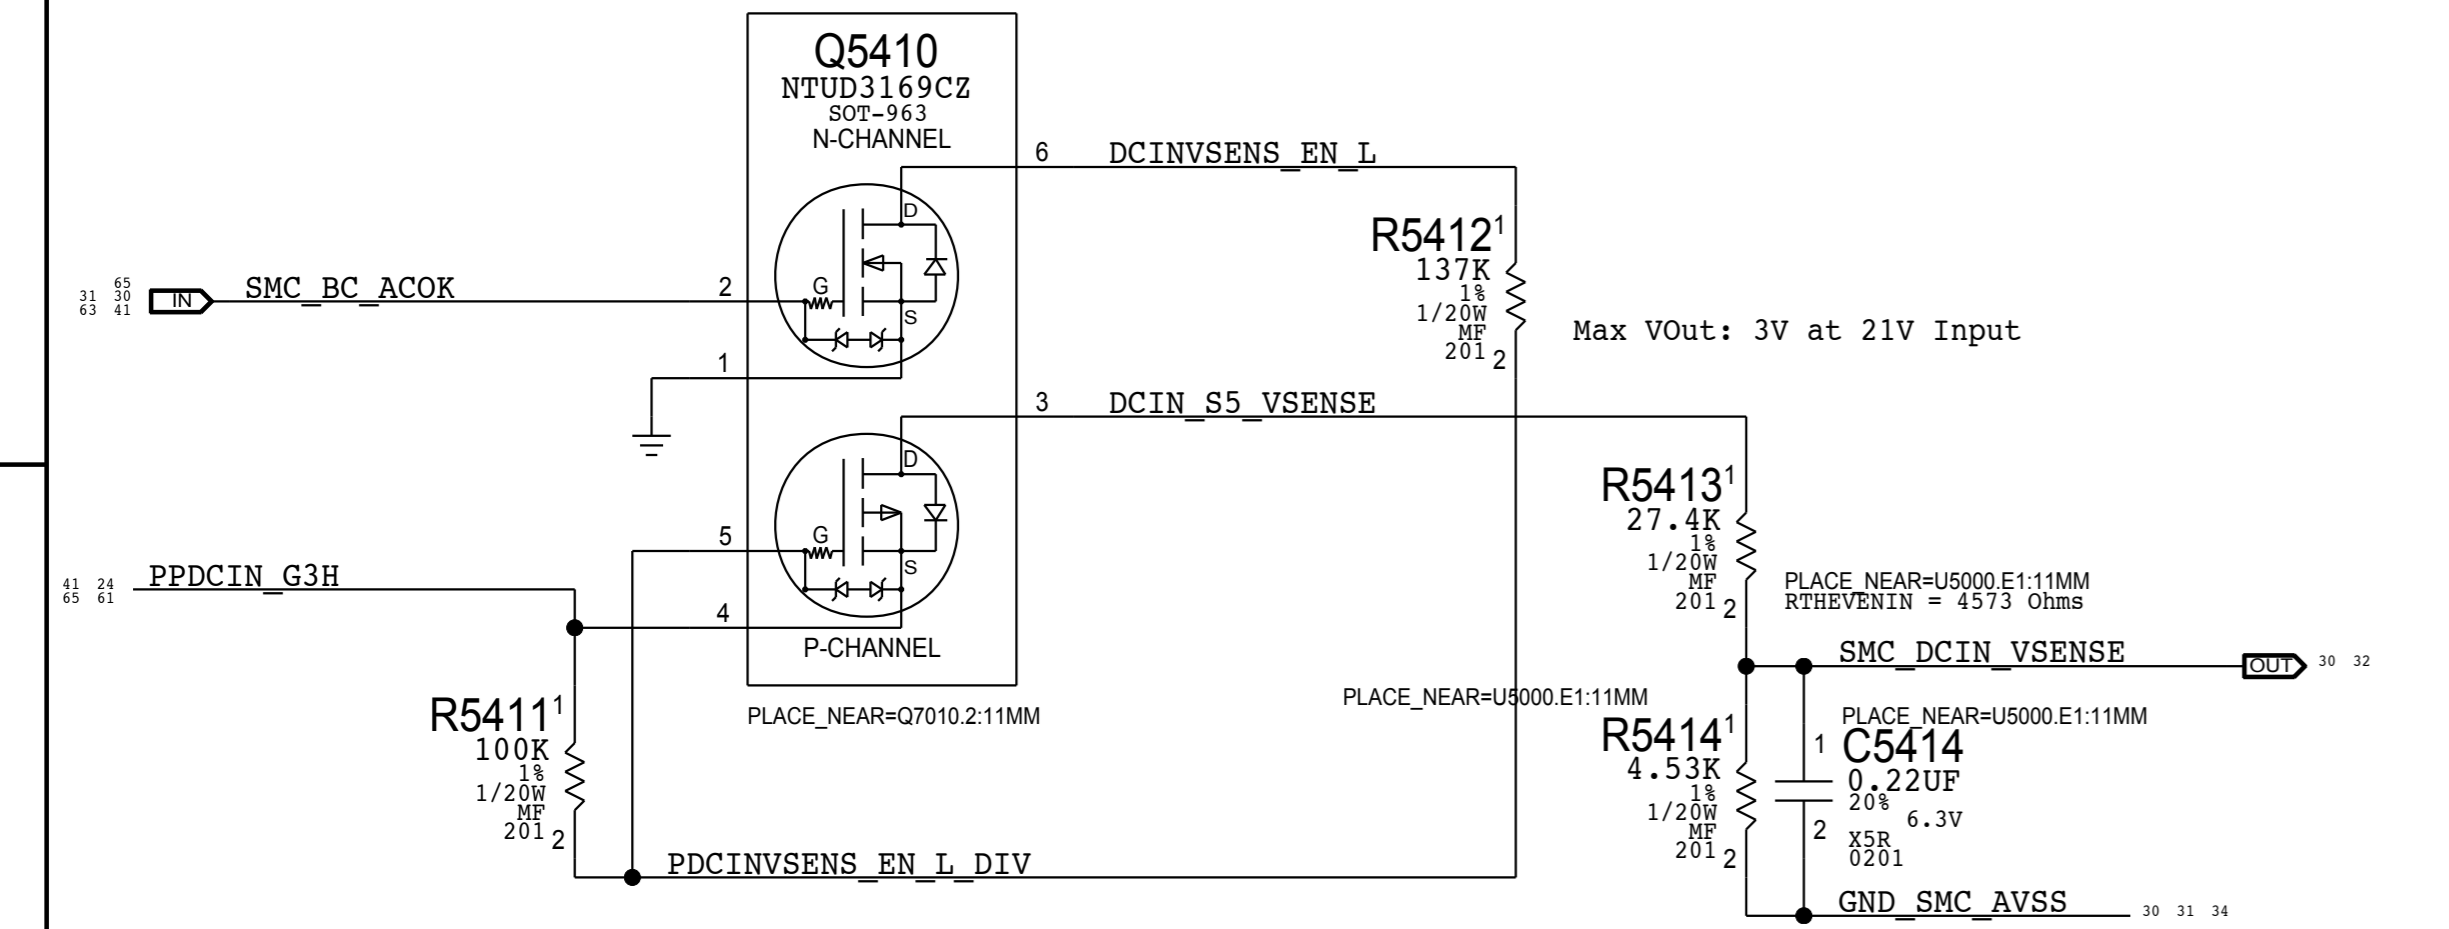 Q5410
NTUD3169CZ
SOT-963
N-CHANNEL
6
DCINVSENS_EN_L
D
R5412
1
137K
1%
1/20W
MF
201
2
Max VOut: 3V at 21V Input
65
31 30
63 41
IN
SMC_BC_ACOK
2
G
S
1
3
DCIN_S5_VSENSE
D
R5413
1
27.4K
1%
1/20W
MF
201
2
PLACE_NEAR=U5000.E1:11MM
RTHEVENIN = 4573 Ohms
5
G
S
41 24
65 61
PPDCIN_G3H
4
P-CHANNEL
SMC_DCIN_VSENSE
OUT
30 32
R5411
1
100K
1%
1/20W
MF
201
2
PLACE_NEAR=Q7010.2:11MM
PLACE_NEAR=U5000.E1:11MM
R5414
1
4.53K
1%
1/20W
MF
201
2
PLACE_NEAR=U5000.E1:11MM
1
C5414
0.22UF
20%
6.3V
2
X5R
0201
PDCINVSENS_EN_L_DIV
GND_SMC_AVSS
30 31 34